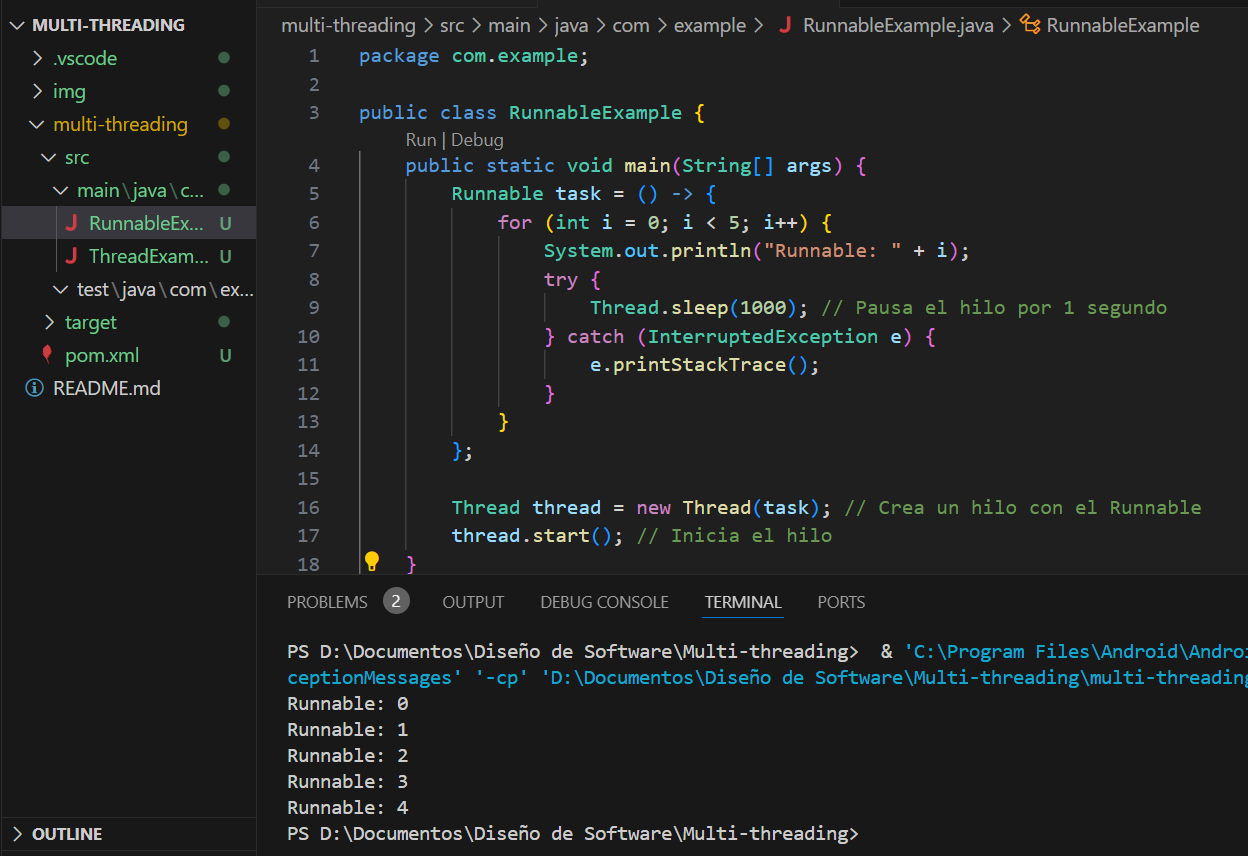 MULTI-THREADING
.vscode
img
multi-threading
src
main\java\c...
RunnableEx... U
ThreadExam... U
test\java\com\ex...
target
pom.xml U
README.md
OUTLINE
multi-threading > src > main > java > com > example > RunnableExample.java > RunnableExample
1 package com.example;
2
3 public class RunnableExample {
Run | Debug
4 public static void main(String[] args) {
5 Runnable task = () -> {
6 for (int i = 0; i < 5; i++) {
7 System.out.println("Runnable: " + i);
8 try {
9 Thread.sleep(1000); // Pausa el hilo por 1 segundo
10 } catch (InterruptedException e) {
11 e.printStackTrace();
12 }
13 }
14 };
15
16 Thread thread = new Thread(task); // Crea un hilo con el Runnable
17 thread.start(); // Inicia el hilo
18 }
PROBLEMS 2 OUTPUT DEBUG CONSOLE TERMINAL PORTS
PS D:\Documentos\Diseño de Software\Multi-threading> & 'C:\Program Files\Android\Androi
ceptionMessages' '-cp' 'D:\Documentos\Diseño de Software\Multi-threading\multi-threading
Runnable: 0
Runnable: 1
Runnable: 2
Runnable: 3
Runnable: 4
PS D:\Documentos\Diseño de Software\Multi-threading>